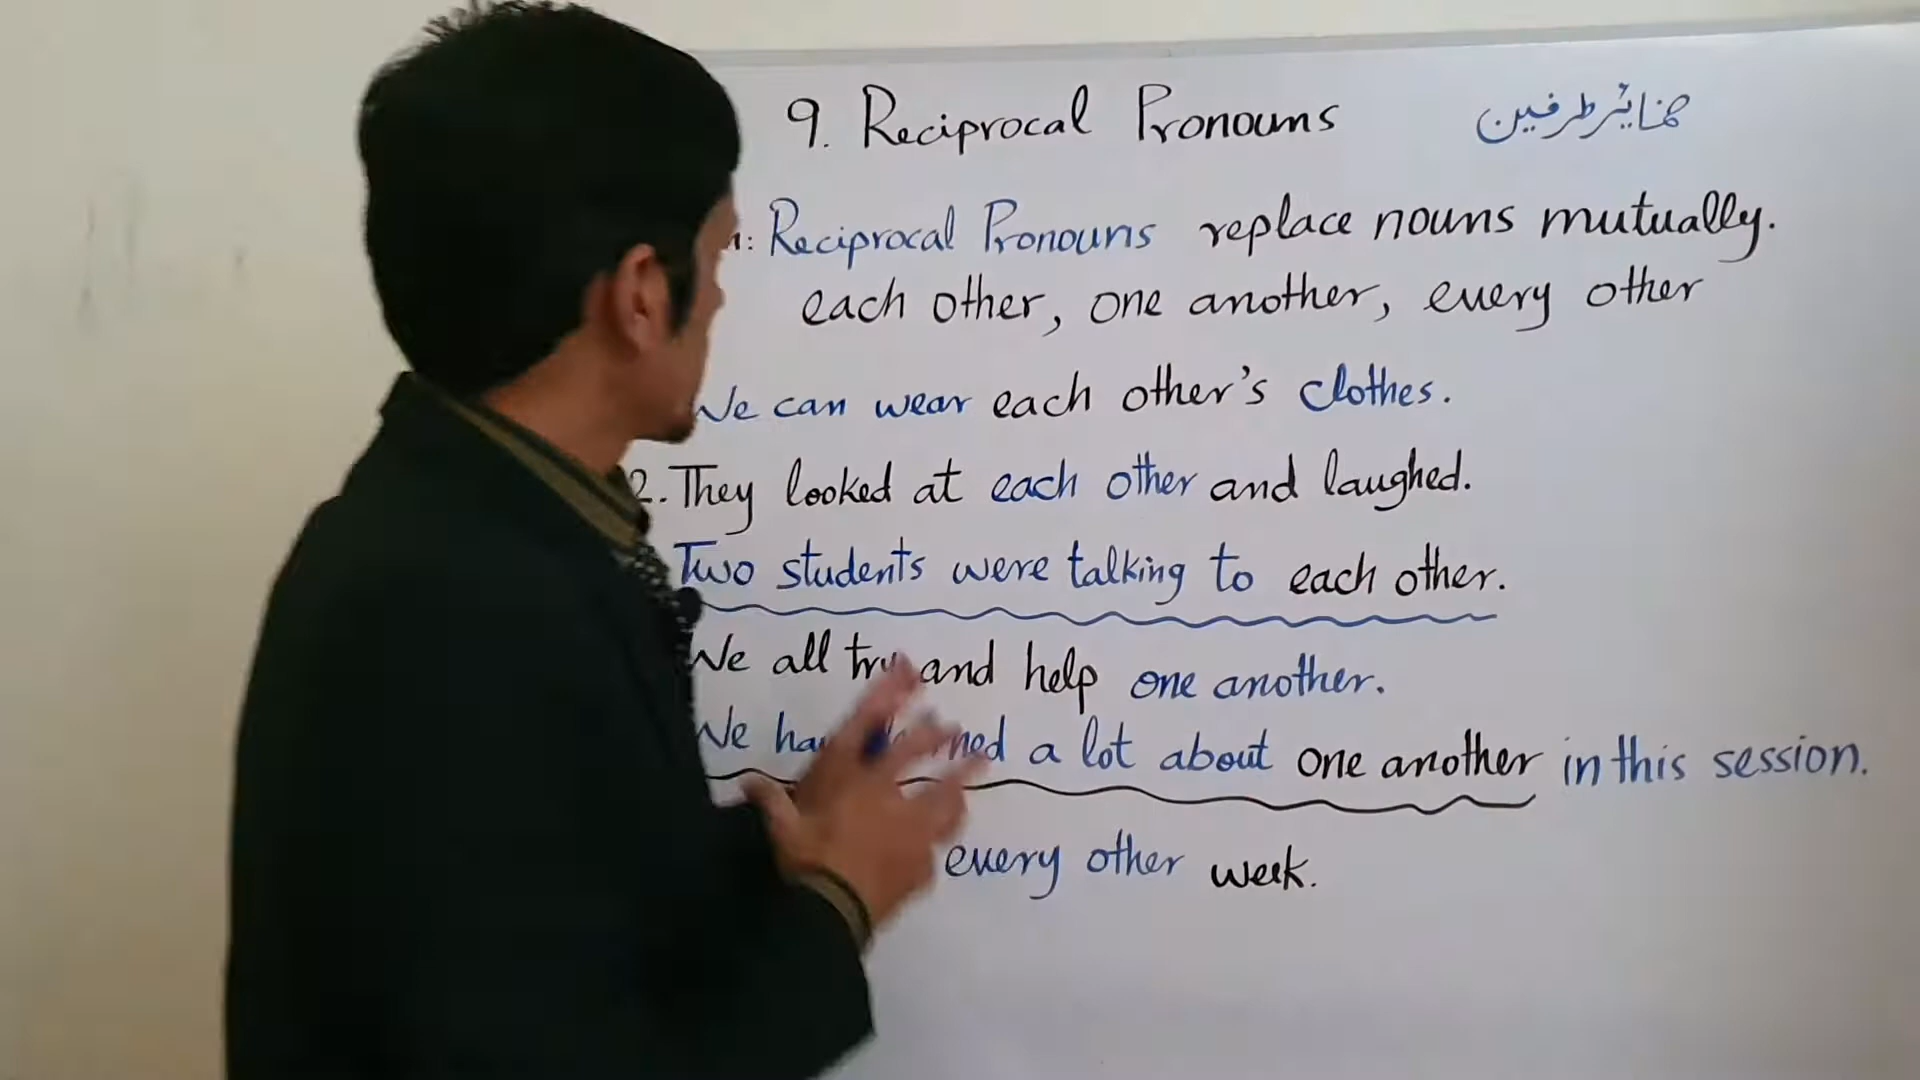 9. Reciprocal Pronouns ضمایر طرفین
: Reciprocal Pronouns replace nouns mutually.
each other, one another, every other
We can wear each other's clothes.
2. They looked at each other and laughed.
Two students were talking to each other.
We all try and help one another.
We a lot about one another in this session.
every other week.